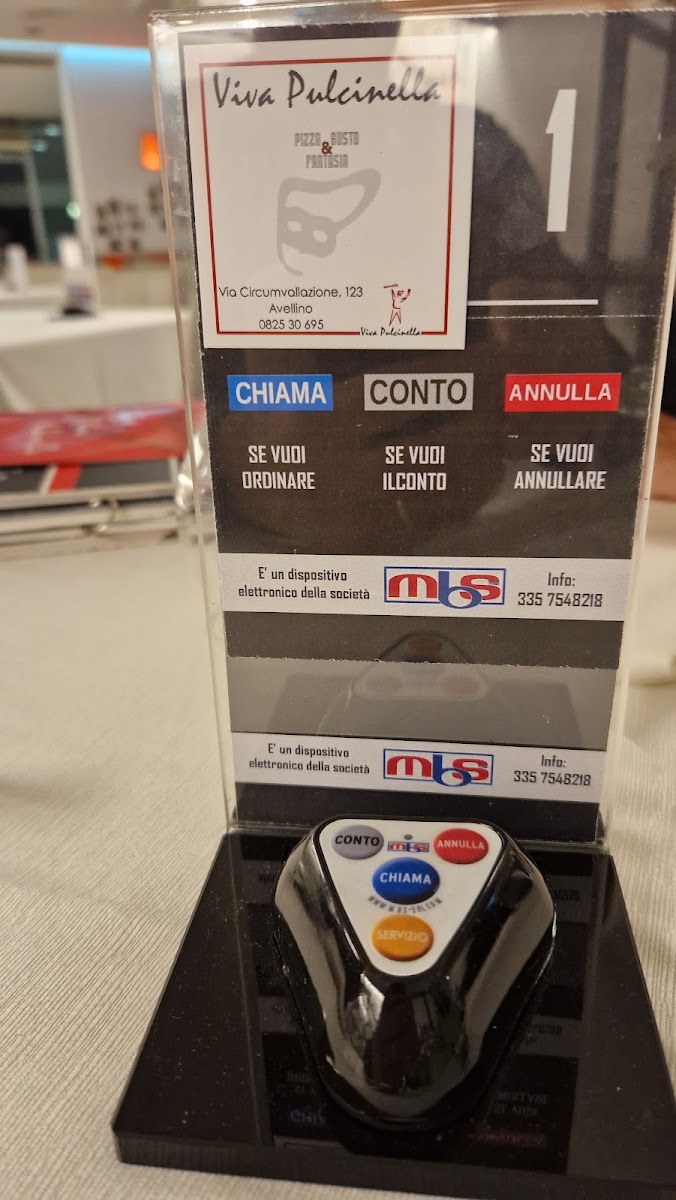 Viva Pulcinella
PIZZA GUSTO
&
FANTASIA
Via Circumvallazione, 123
Avellino
0825 30 695
Viva Pulcinella
1
CHIAMA CONTO ANNULLA
SE VUOI
ORDINARE
SE VUOI
ILCONTO
SE VUOI
ANNULLARE
E' un dispositivo
elettronico della società
mbs
Info:
335 7548218
E' un dispositivo
elettronico della società
mbs
Info:
335 7548218
CONTO mbs ANNULLA
CHIAMA
SERVIZIO